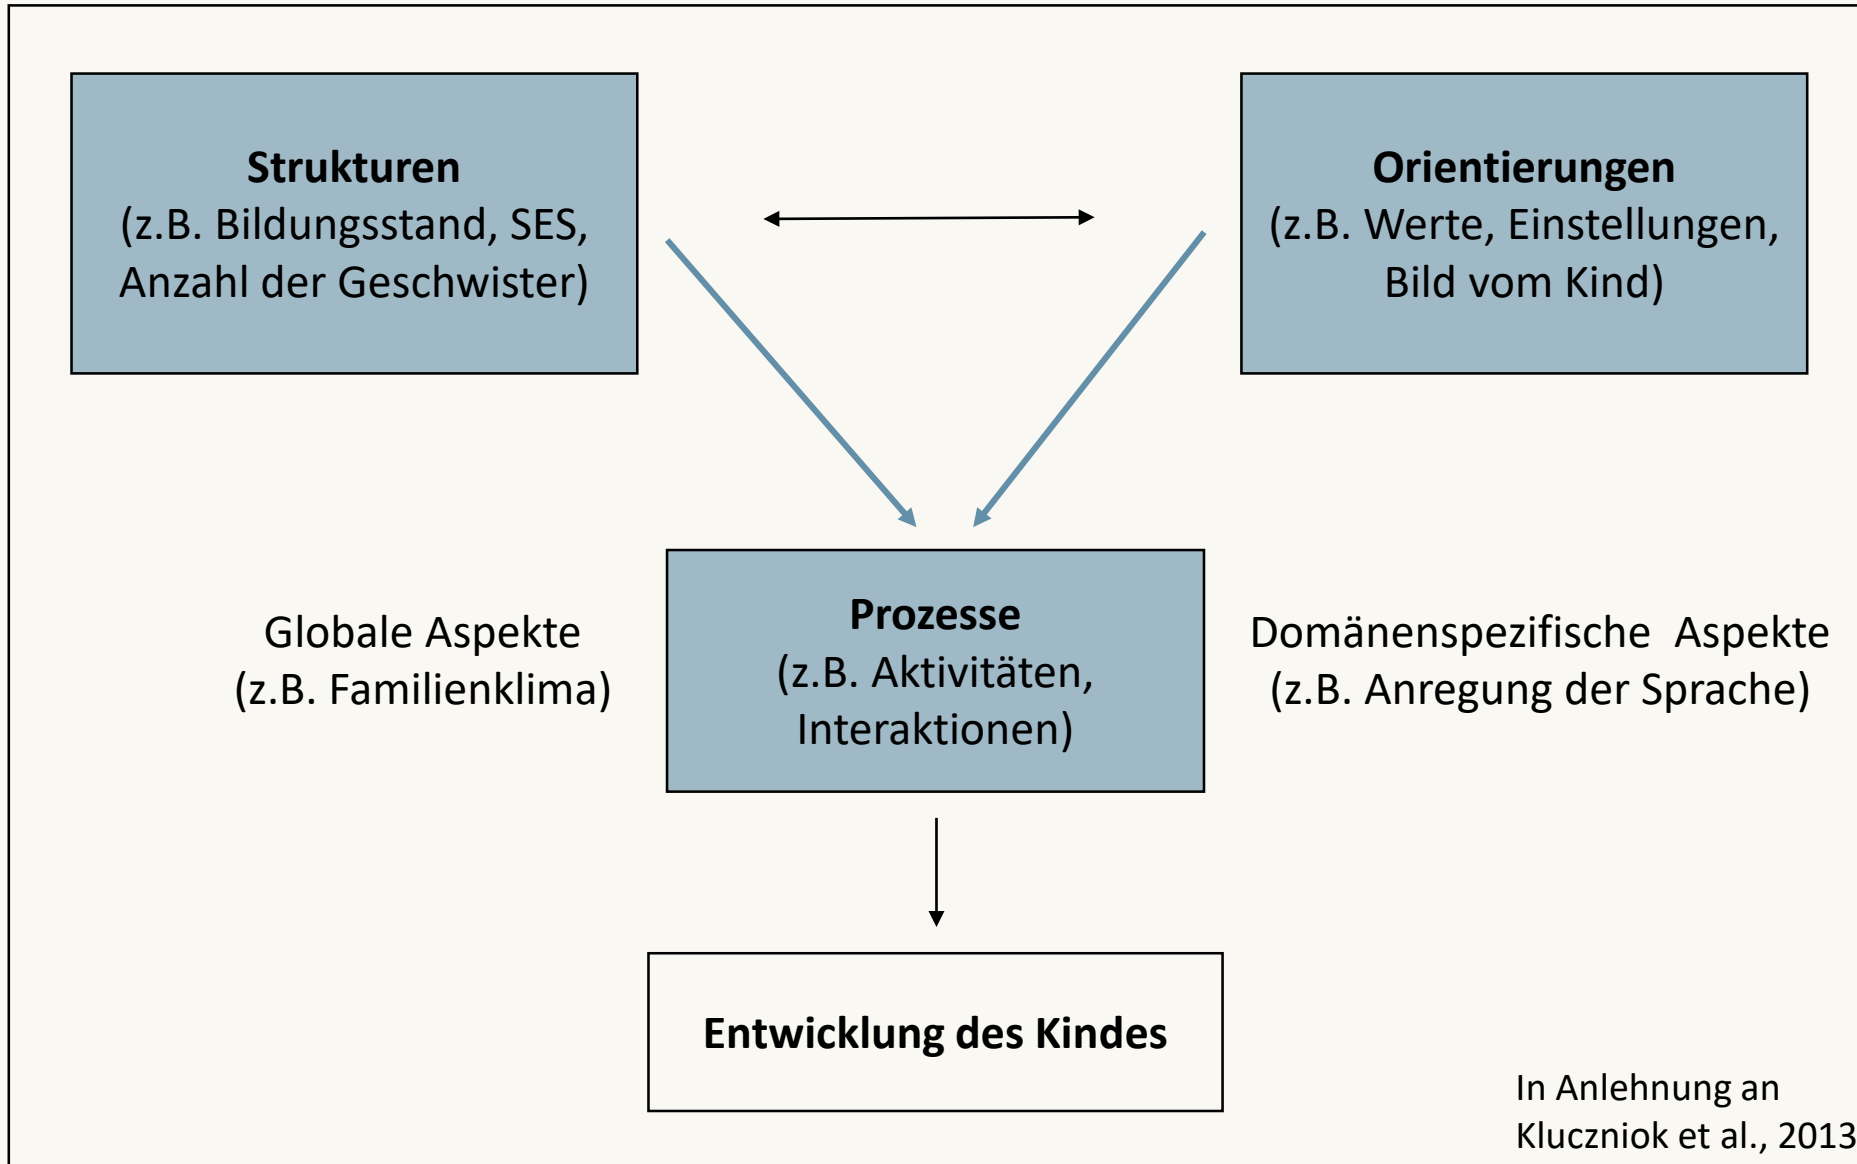 Strukturen
(z.B. Bildungsstand, SES,
Anzahl der Geschwister)
Orientierungen
(z.B. Werte, Einstellungen,
Bild vom Kind)
Globale Aspekte
(z.B. Familienklima)
Prozesse
(z.B. Aktivitäten,
Interaktionen)
Domänenspezifische Aspekte
(z.B. Anregung der Sprache)
Entwicklung des Kindes
In Anlehnung an
Kluczniok et al., 2013